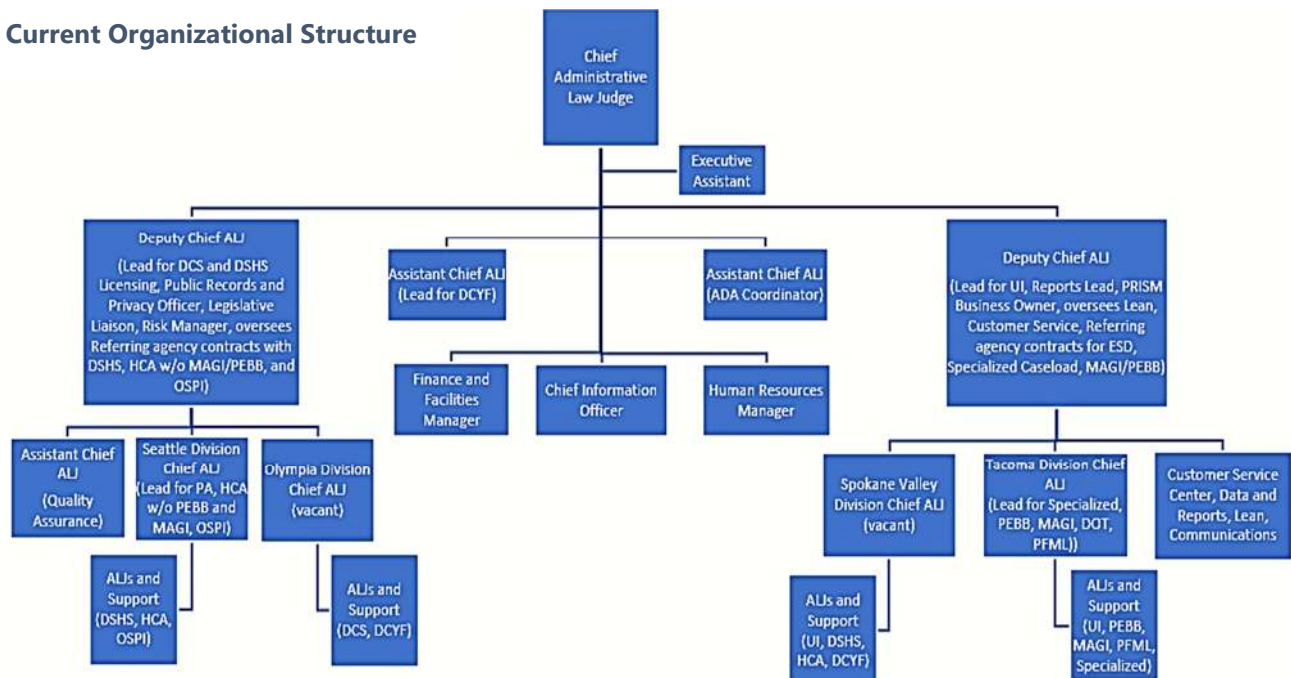 Current Organizational Structure
Chief
Administrative
Law Judge
Executive
Assistant
Deputy Chief ALJ
(Lead for DCS and DSHS
Licensing, Public Records and
Privacy Officer, Legislative
Liaison, Risk Manager, oversees
Referring agency contracts with
DSHS, HCA w/o MAGI/PEBB, and
OSPI)
Assistant Chief ALJ
(Lead for DCYF)
Assistant Chief ALJ
(ADA Coordinator)
Deputy Chief ALJ
(Lead for UI, Reports Lead, PRISM
Business Owner, oversees Lean,
Customer Service, Referring
agency contracts for ESD,
Specialized Caseload, MAGI/PEBB)
Finance and
Facilities
Manager
Chief Information
Officer
Human Resources
Manager
Assistant Chief
ALJ
(Quality
Assurance)
Seattle Division
Chief ALJ
(Lead for PA, HCA
w/o PEBB and
MAGI, OSPI)
Olympia Division
Chief ALJ
(vacant)
Spokane Valley
Division Chief ALJ
(vacant)
Tacoma Division Chief
ALJ
(Lead for Specialized,
PEBB, MAGI, DOT,
PFML))
Customer Service
Center, Data and
Reports, Lean,
Communications
ALJs and
Support
(DSHS, HCA,
OSPI)
ALJs and
Support
(DCS, DCYF)
ALJs and
Support
(UI, DSHS,
HCA, DCYF)
ALJs and
Support
(UI, PEBB,
MAGI, PFML,
Specialized)